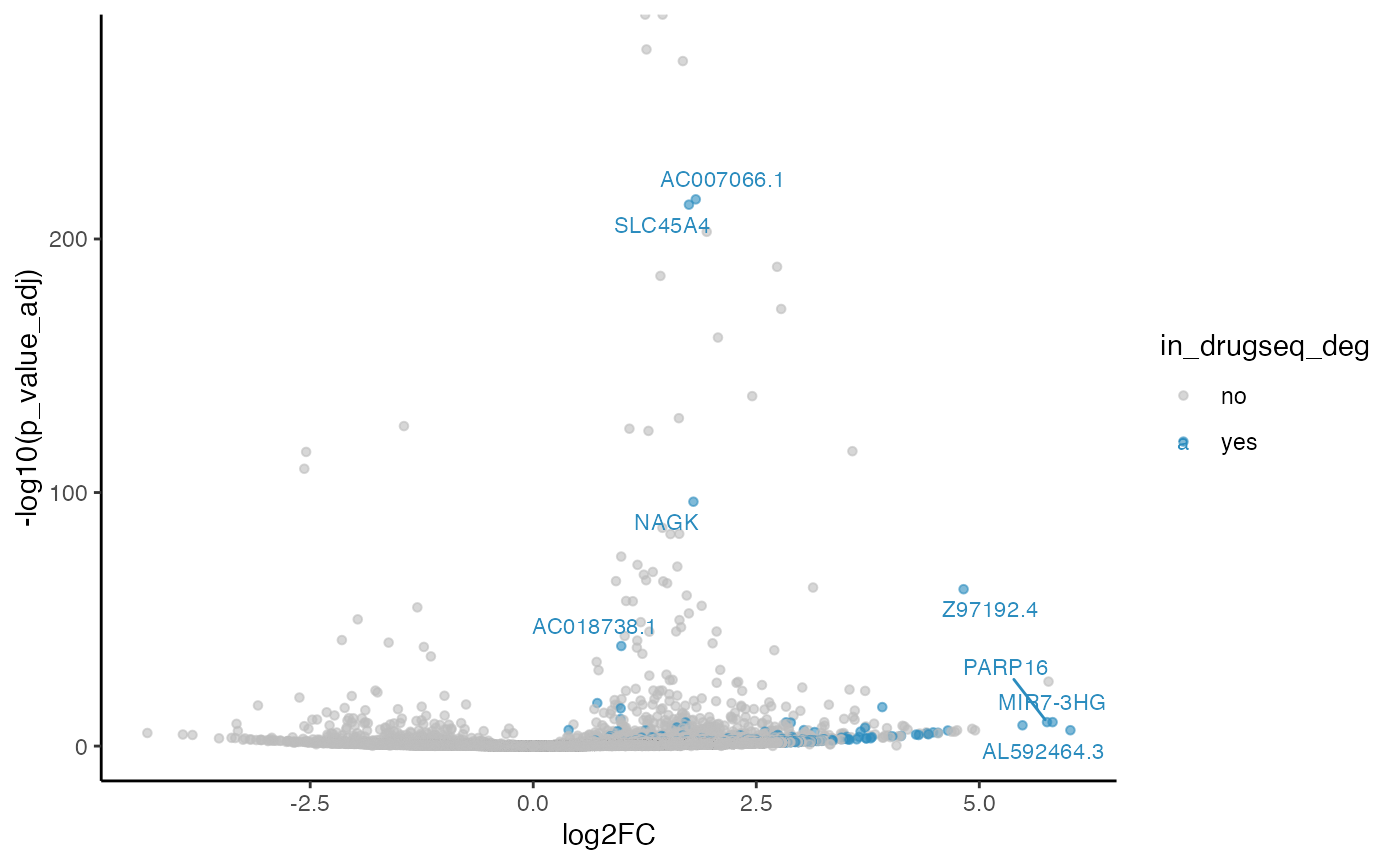 AC007066.1
SLC45A4
200
in_drugseq_deg
no
a yes
-log10(p_value_adj)
100
NAGK
Z97192.4
AC018738.1
PARP16
MIR7-3HG
0
AL592464.3
-2.5 0.0 2.5 5.0
log2FC